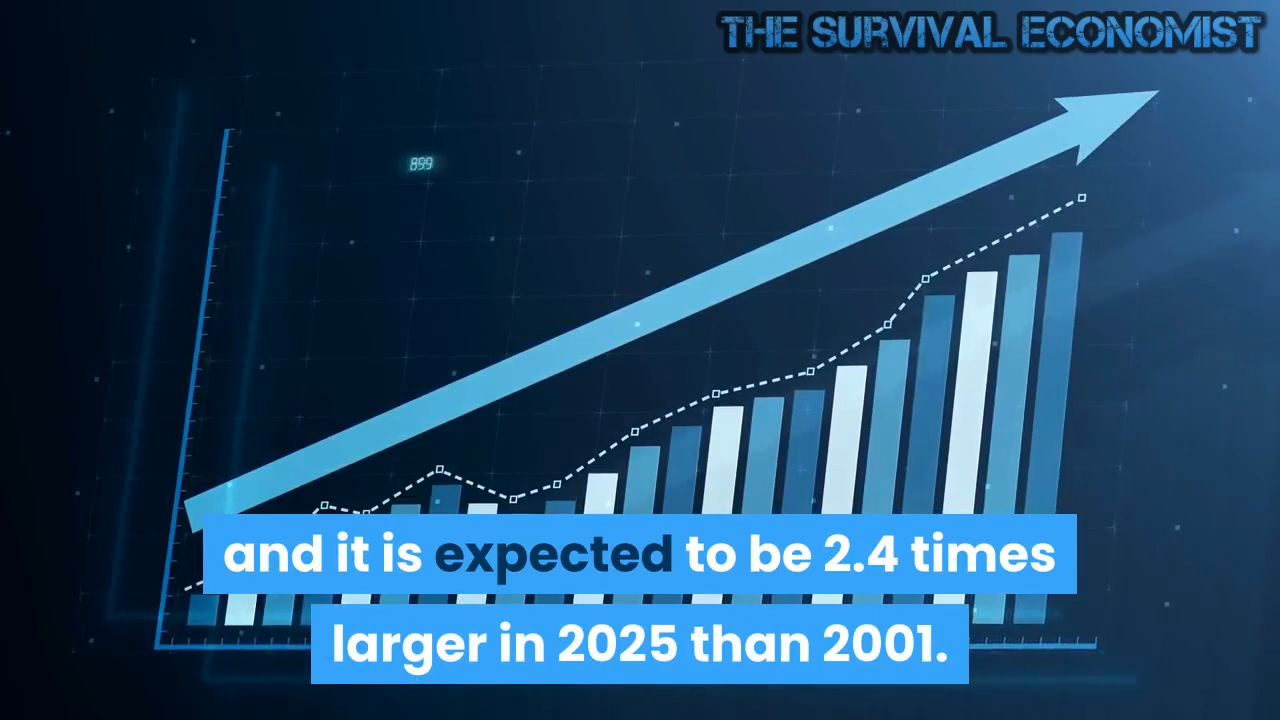 THE SURVIVAL ECONOMIST
899
and it is expected to be 2.4 times
larger in 2025 than 2001.